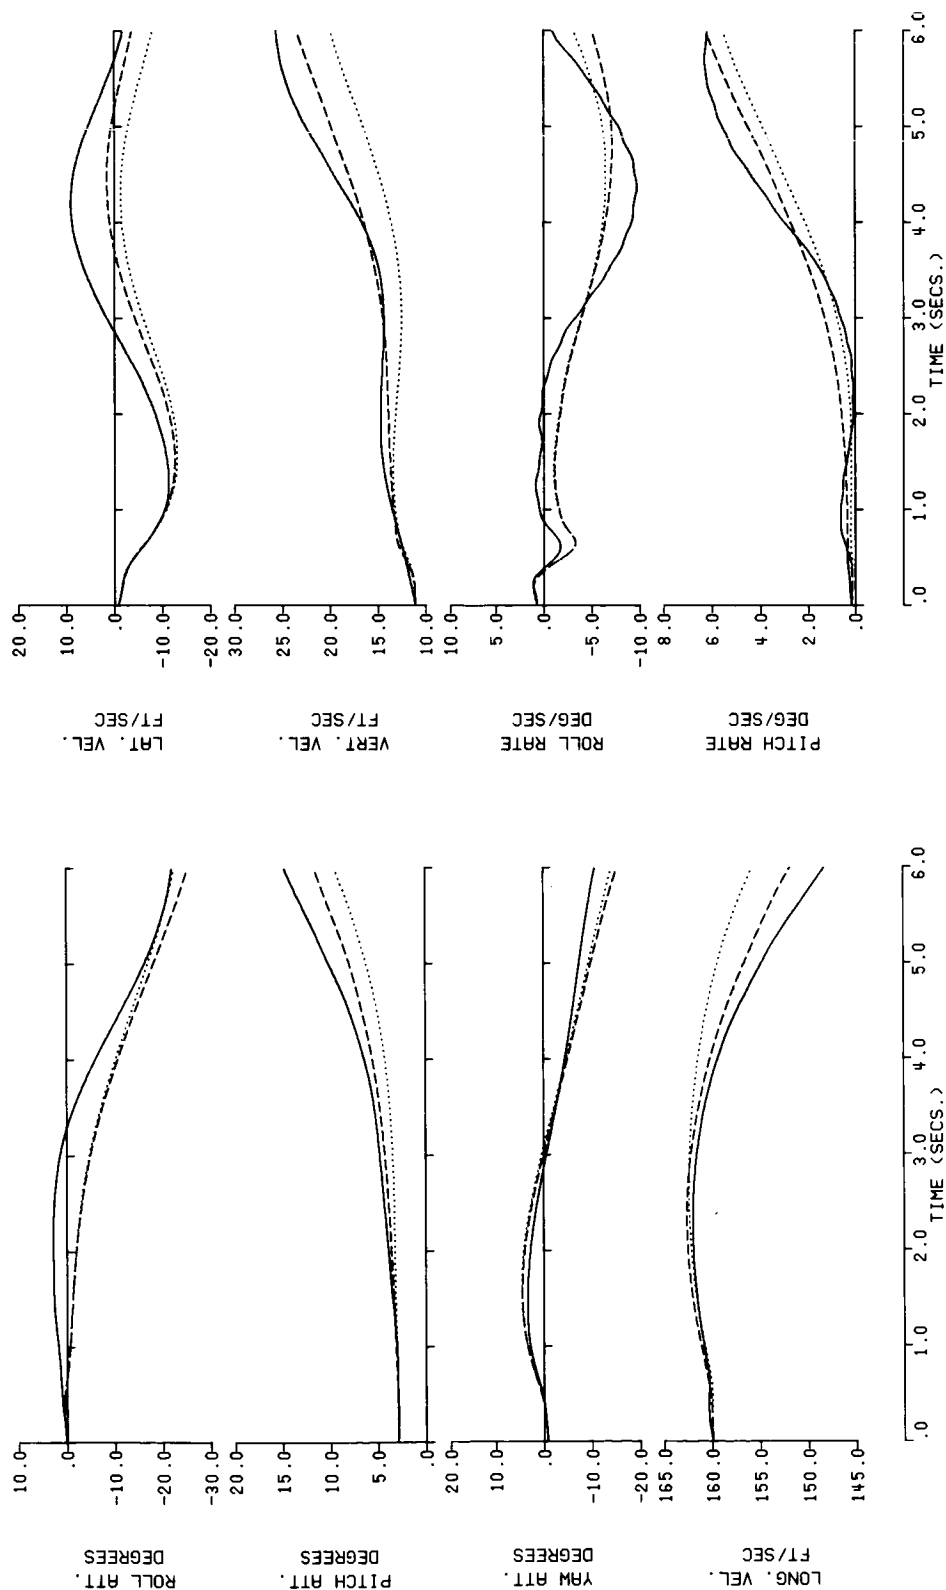 ROLL ATT.
DEGREES
10.0
.0
-10.0
-20.0
-30.0
PITCH ATT.
DEGREES
20.0
15.0
10.0
5.0
.0
YAW ATT.
DEGREES
20.0
10.0
.0
-10.0
-20.0
LONG. VEL.
FT/SEC
165.0
160.0
155.0
150.0
145.0
.0 1.0 2.0 3.0 4.0 5.0 6.0
TIME (SECS.)
LAT. VEL.
FT/SEC
20.0
10.0
.0
-10.0
-20.0
VERT. VEL.
FT/SEC
30.0
25.0
20.0
15.0
10.0
ROLL RATE
DEG/SEC
10.0
5.0
.0
-5.0
-10.0
PITCH RATE
DEG/SEC
8.0
6.0
4.0
2.0
.0
.0 1.0 2.0 3.0 4.0 5.0 6.0
TIME (SECS.)